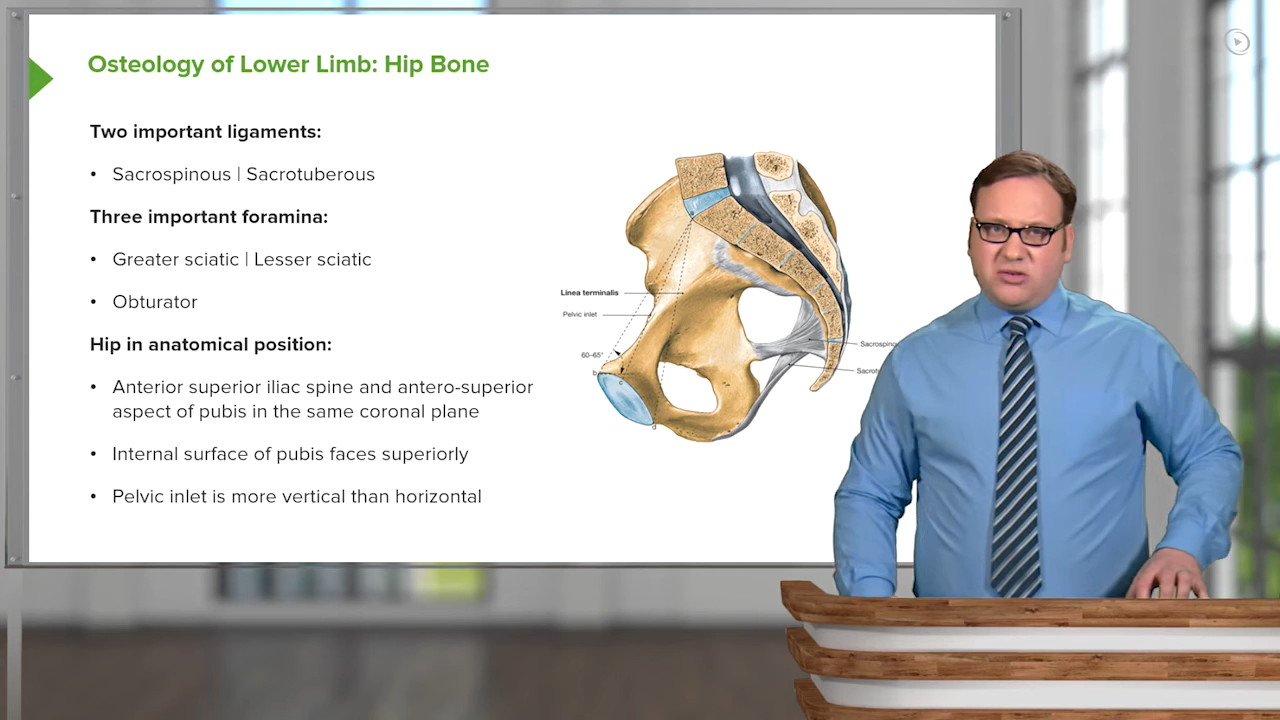 Osteology of Lower Limb: Hip Bone
Two important ligaments:
• Sacrospinous | Sacrotuberous
Three important foramina:
• Greater sciatic | Lesser sciatic
• Obturator
Hip in anatomical position:
• Anterior superior iliac spine and antero-superior
aspect of pubis in the same coronal plane
• Internal surface of pubis faces superiorly
• Pelvic inlet is more vertical than horizontal
Linea terminalis
Pelvic inlet
60–65°
b
c
d